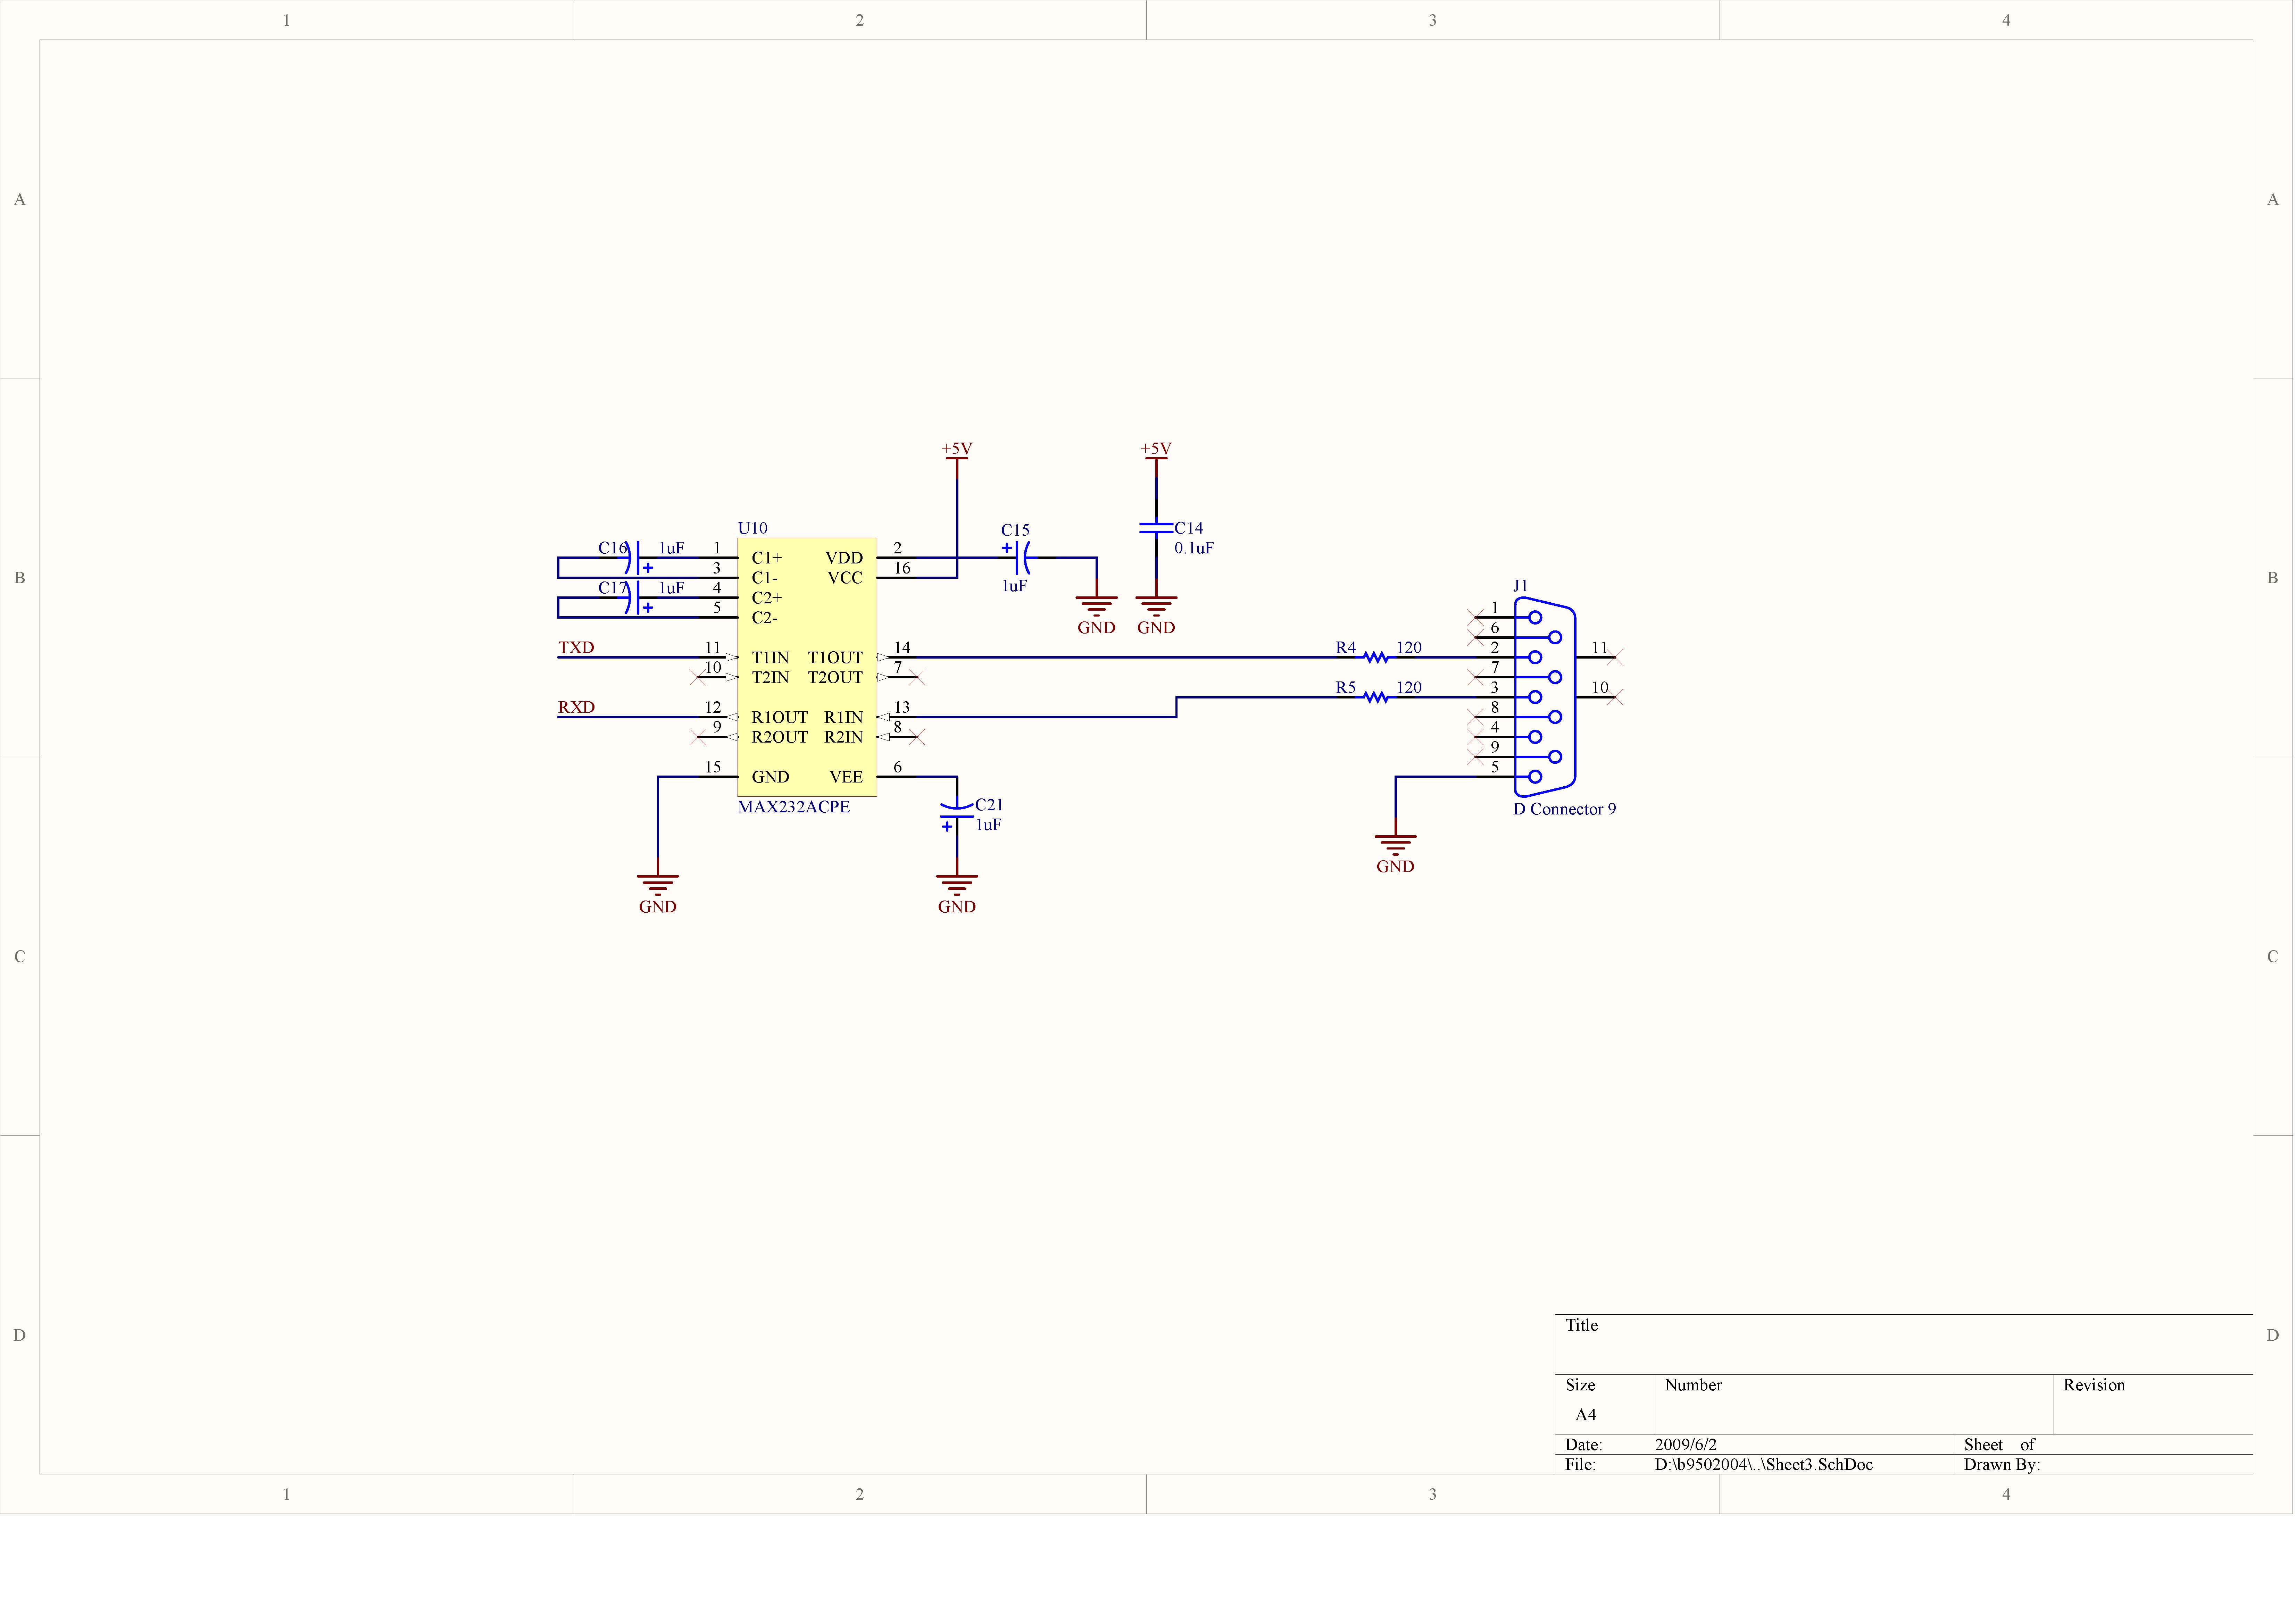 1 2 3 4
A A
+5V +5V
U10 C15 C14
C16 1uF 1 C1+ VDD 2 0.1uF
B 3 C1- VCC 16 1uF B
C17 1uF 4 C2+
5 C2-
GND GND
J1
TXD 11 T1IN T1OUT 14 R4 120
10 T2IN T2OUT 7
RXD 12 R1OUT R1IN 13 R5 120
9 R2OUT R2IN 8
15 GND VEE 6
1
6
2 11
7
3 10
8
4
9
5
MAX232ACPE C21 D Connector 9
1uF
GND
GND GND
C C
D D
Title
Size Number Revision
A4
Date: 2009/6/2 Sheet of
File: D:\b9502004\..\Sheet3.SchDoc Drawn By:
1 2 3 4